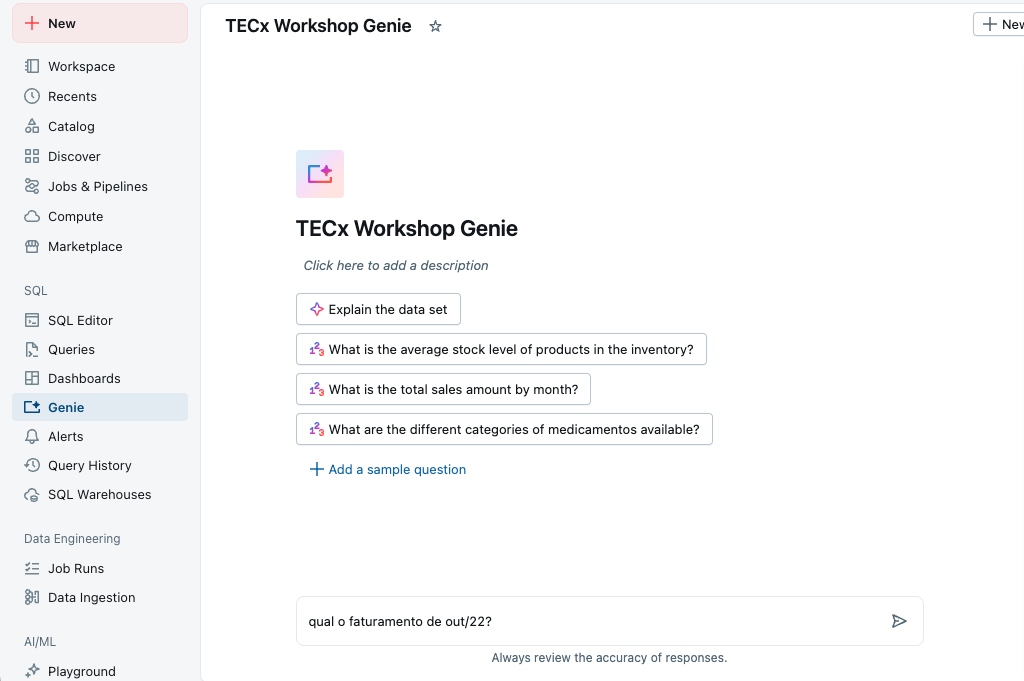 New
Workspace
Recents
Catalog
Discover
Jobs & Pipelines
Compute
Marketplace
SQL
SQL Editor
Queries
Dashboards
Genie
Alerts
Query History
SQL Warehouses
Data Engineering
Job Runs
Data Ingestion
AI/ML
Playground
TECx Workshop Genie
New
TECx Workshop Genie
Click here to add a description
Explain the data set
What is the average stock level of products in the inventory?
What is the total sales amount by month?
What are the different categories of medicamentos available?
Add a sample question
qual o faturamento de out/22?
Always review the accuracy of responses.